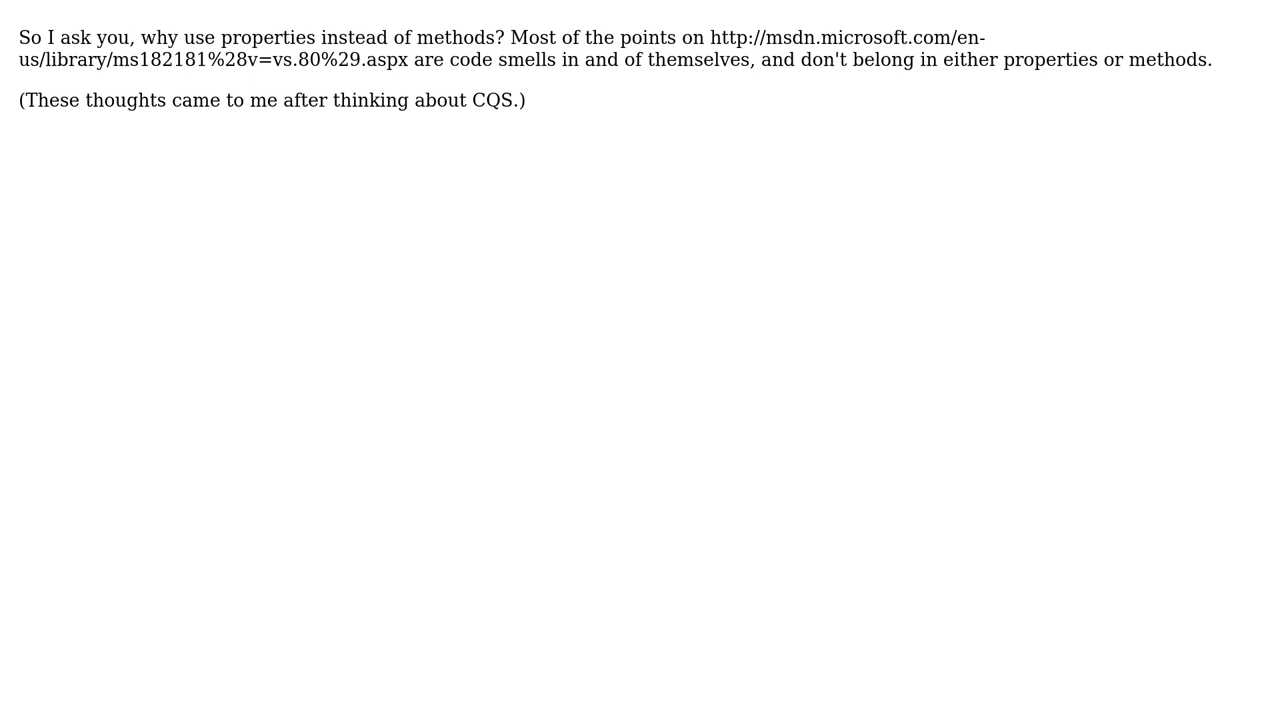 So I ask you, why use properties instead of methods? Most of the points on http://msdn.microsoft.com/en-
us/library/ms182181%28v=vs.80%29.aspx are code smells in and of themselves, and don't belong in either properties or methods.
(These thoughts came to me after thinking about CQS.)